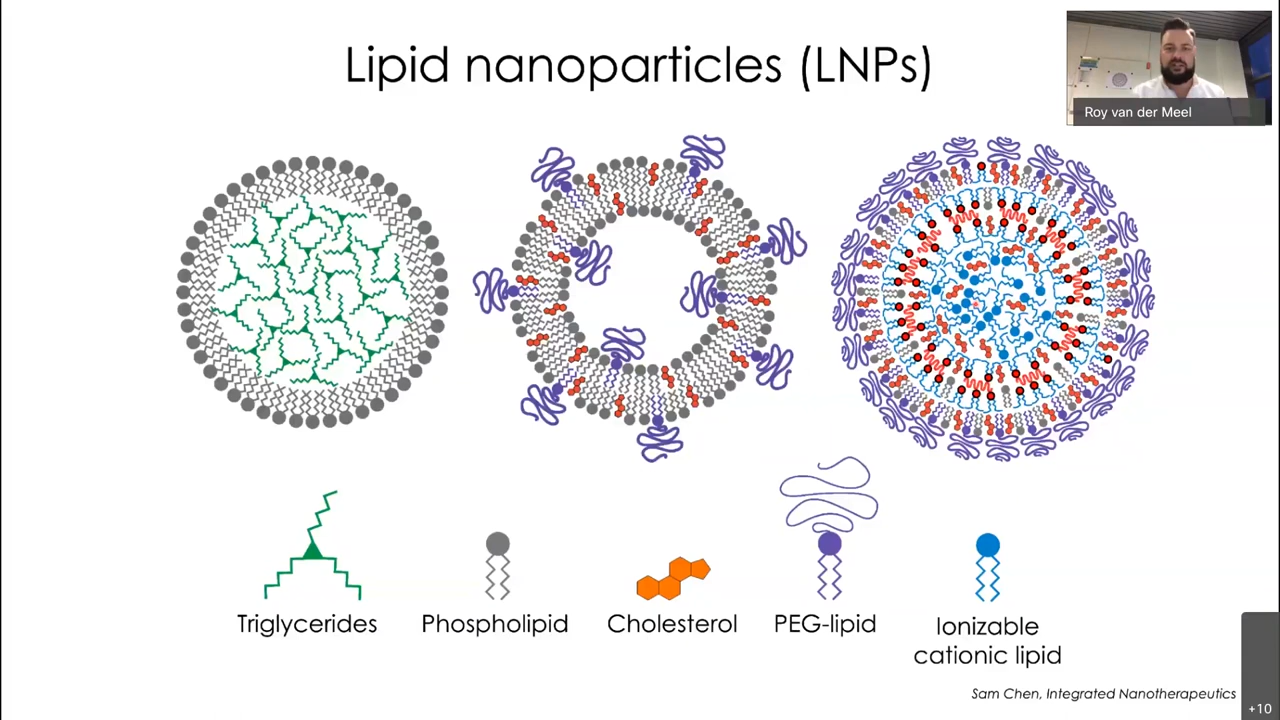 Lipid nanoparticles (LNPs)
Roy van der Meel
Triglycerides
Phospholipid
Cholesterol
PEG-lipid
Ionizable
cationic lipid
Sam Chen, Integrated Nanotherapeutics
+10